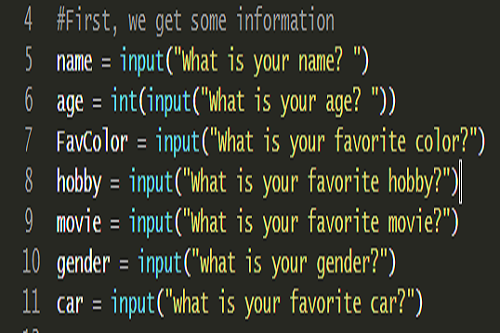 4 #First, we get some information
5 name = input("What is your name? ")
6 age = int(input("What is your age? "))
7 FavColor = input("What is your favorite color?")
8 hobby = input("What is your favorite hobby?")
9 movie = input("What is your favorite movie?")
10 gender = input("what is your gender?")
11 car = input("what is your favorite car?")